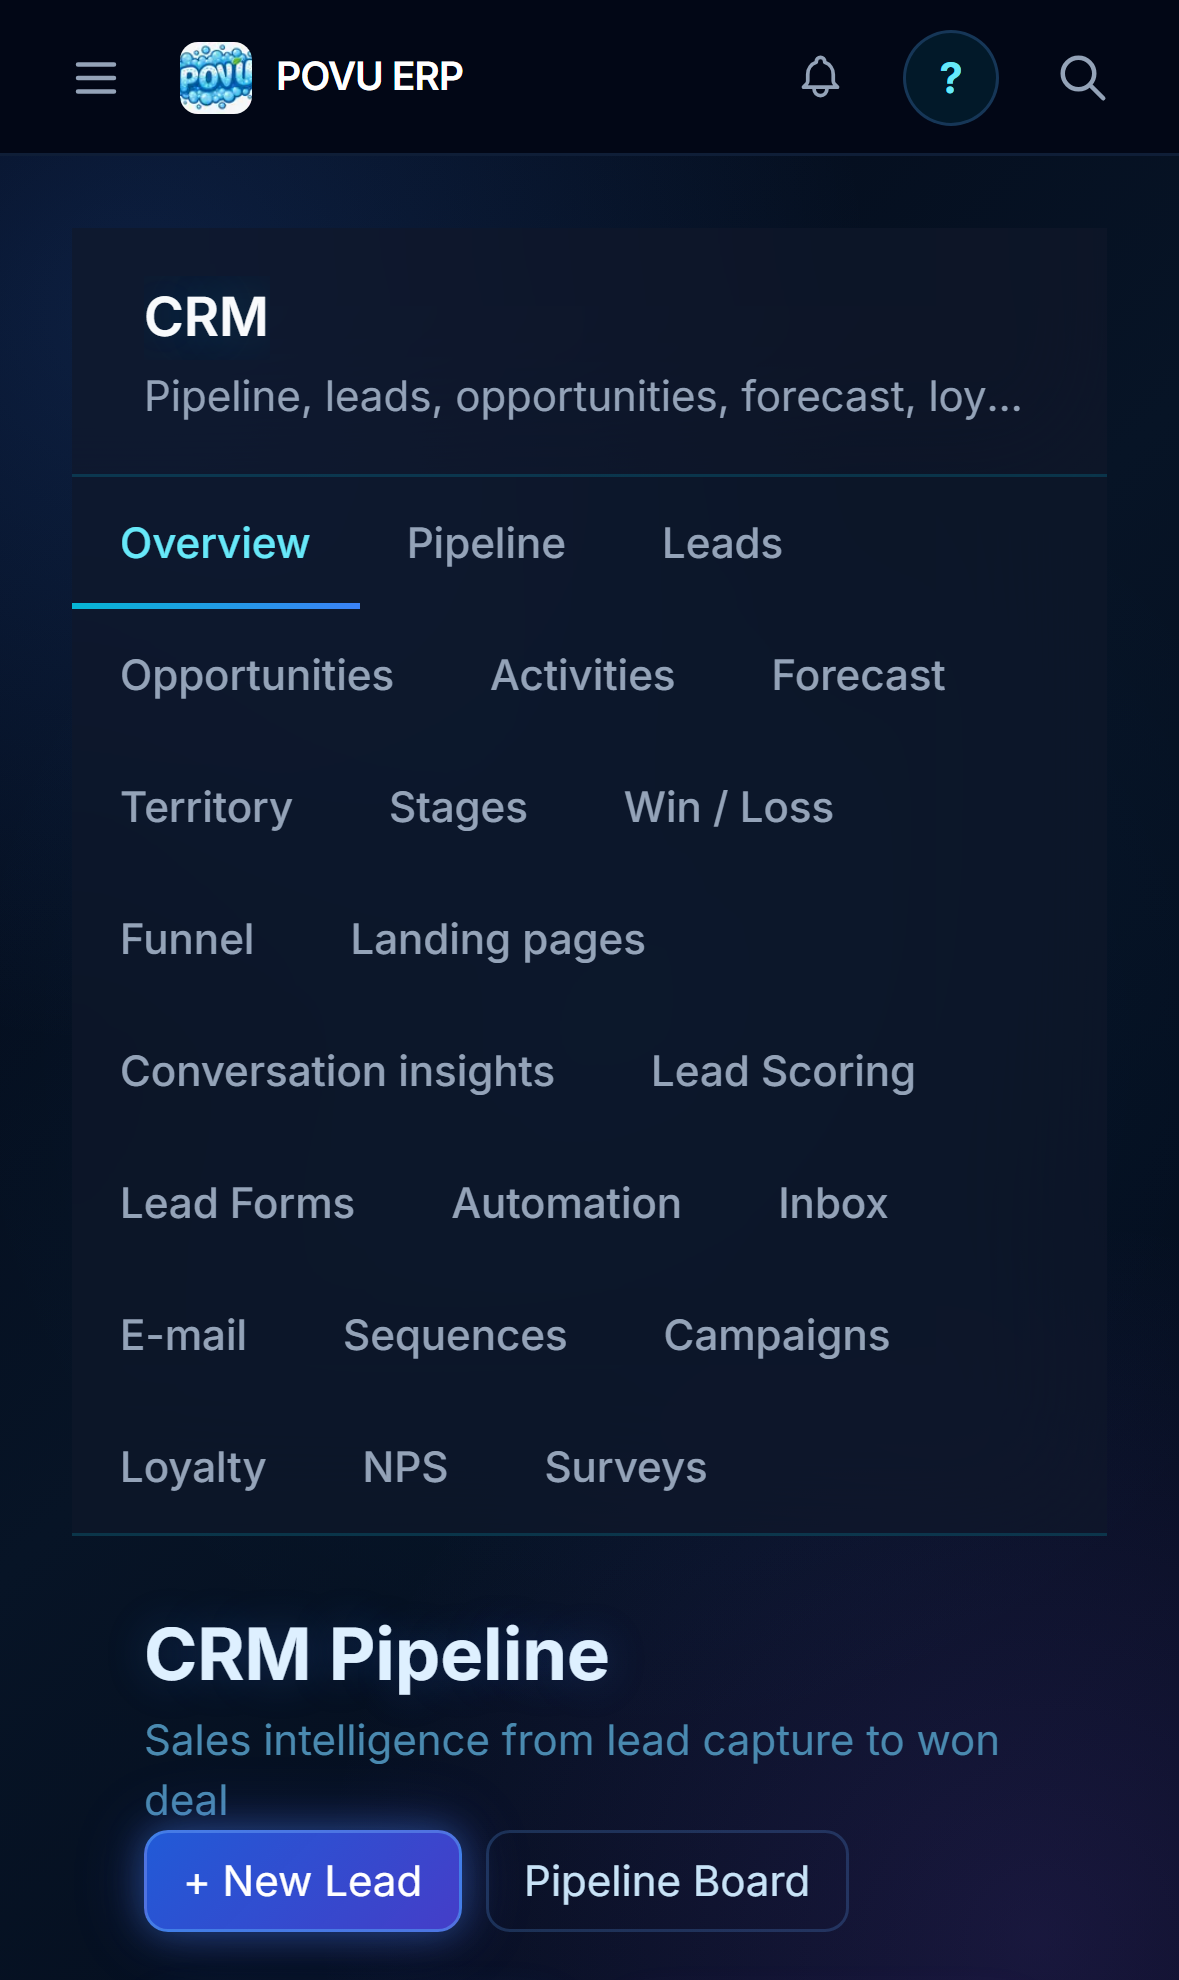 POVU
POVU ERP
?
CRM
Pipeline, leads, opportunities, forecast, loy...
Overview Pipeline Leads
Opportunities Activities Forecast
Territory Stages Win / Loss
Funnel Landing pages
Conversation insights Lead Scoring
Lead Forms Automation Inbox
E-mail Sequences Campaigns
Loyalty NPS Surveys
CRM Pipeline
Sales intelligence from lead capture to won
deal
+ New Lead Pipeline Board